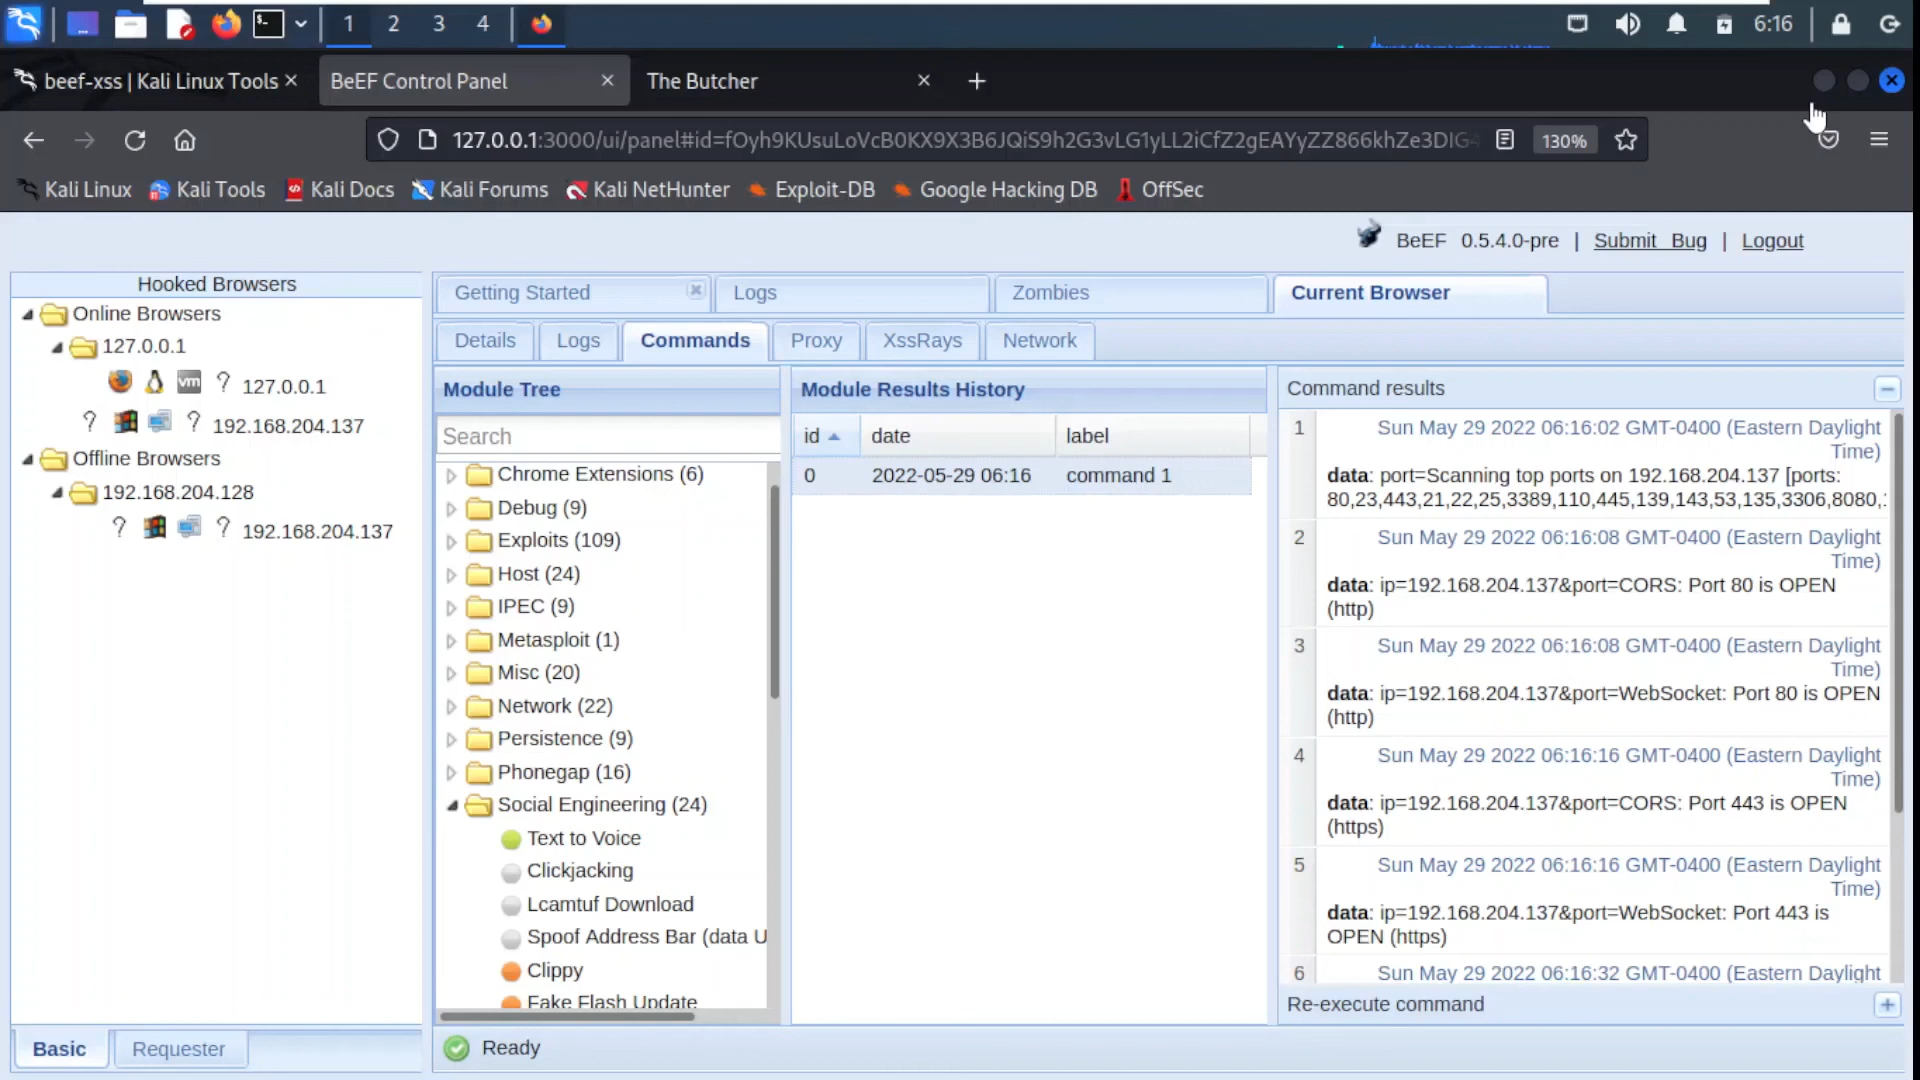 1 2 3 4 6:16
beef-xss | Kali Linux Tools BeEF Control Panel The Butcher
127.0.0.1:3000/ui/panel#id=fOyh9KUsuLoVcB0KX9X3B6JQiS9h2G3vLG1yLL2iCfZ2gEAYyZZ866khZe3DIG 130%
Kali Linux Kali Tools Kali Docs Kali Forums Kali NetHunter Exploit-DB Google Hacking DB OffSec
BeEF 0.5.4.0-pre | Submit Bug | Logout
Hooked Browsers
Online Browsers
127.0.0.1
vm ? 127.0.0.1
? ? 192.168.204.137
Offline Browsers
192.168.204.128
? ? 192.168.204.137
Basic Requester
Getting Started Logs Zombies Current Browser
Details Logs Commands Proxy XssRays Network
Module Tree
Search
Chrome Extensions (6)
Debug (9)
Exploits (109)
Host (24)
IPEC (9)
Metasploit (1)
Misc (20)
Network (22)
Persistence (9)
Phonegap (16)
Social Engineering (24)
Text to Voice
Clickjacking
Lcamtuf Download
Spoof Address Bar (data U
Clippy
Fake Flash Update
Module Results History
id date label
0 2022-05-29 06:16 command 1
Command results
1 Sun May 29 2022 06:16:02 GMT-0400 (Eastern Daylight
Time)
data: port=Scanning top ports on 192.168.204.137 [ports:
80,23,443,21,22,25,3389,110,445,139,143,53,135,3306,8080,
2 Sun May 29 2022 06:16:08 GMT-0400 (Eastern Daylight
Time)
data: ip=192.168.204.137&port=CORS: Port 80 is OPEN
(http)
3 Sun May 29 2022 06:16:08 GMT-0400 (Eastern Daylight
Time)
data: ip=192.168.204.137&port=WebSocket: Port 80 is OPEN
(http)
4 Sun May 29 2022 06:16:16 GMT-0400 (Eastern Daylight
Time)
data: ip=192.168.204.137&port=CORS: Port 443 is OPEN
(https)
5 Sun May 29 2022 06:16:16 GMT-0400 (Eastern Daylight
Time)
data: ip=192.168.204.137&port=WebSocket: Port 443 is
OPEN (https)
6 Sun May 29 2022 06:16:32 GMT-0400 (Eastern Daylight
Re-execute command
Ready